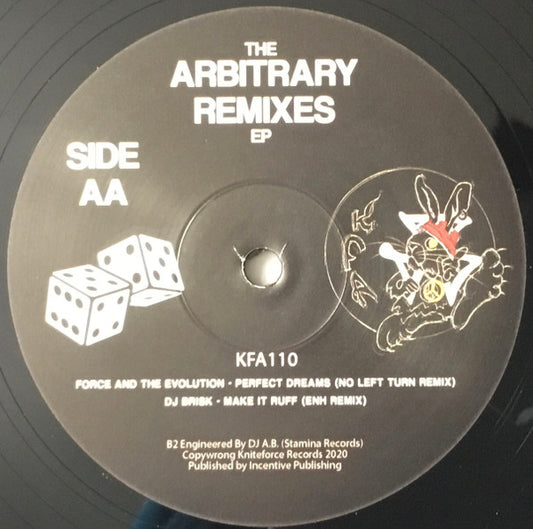 THE
ARBITRARY
REMIXES
EP
SIDE
AA
KFA
KFA110
FORCE AND THE EVOLUTION - PERFECT DREAMS (NO LEFT TURN REMIX)
DJ BRISK - MAKE IT RUFF (ENH REMIX)
B2 Engineered By DJ A.B. (Stamina Records)
Copywrong Kniteforce Records 2020
Published by Incentive Publishing